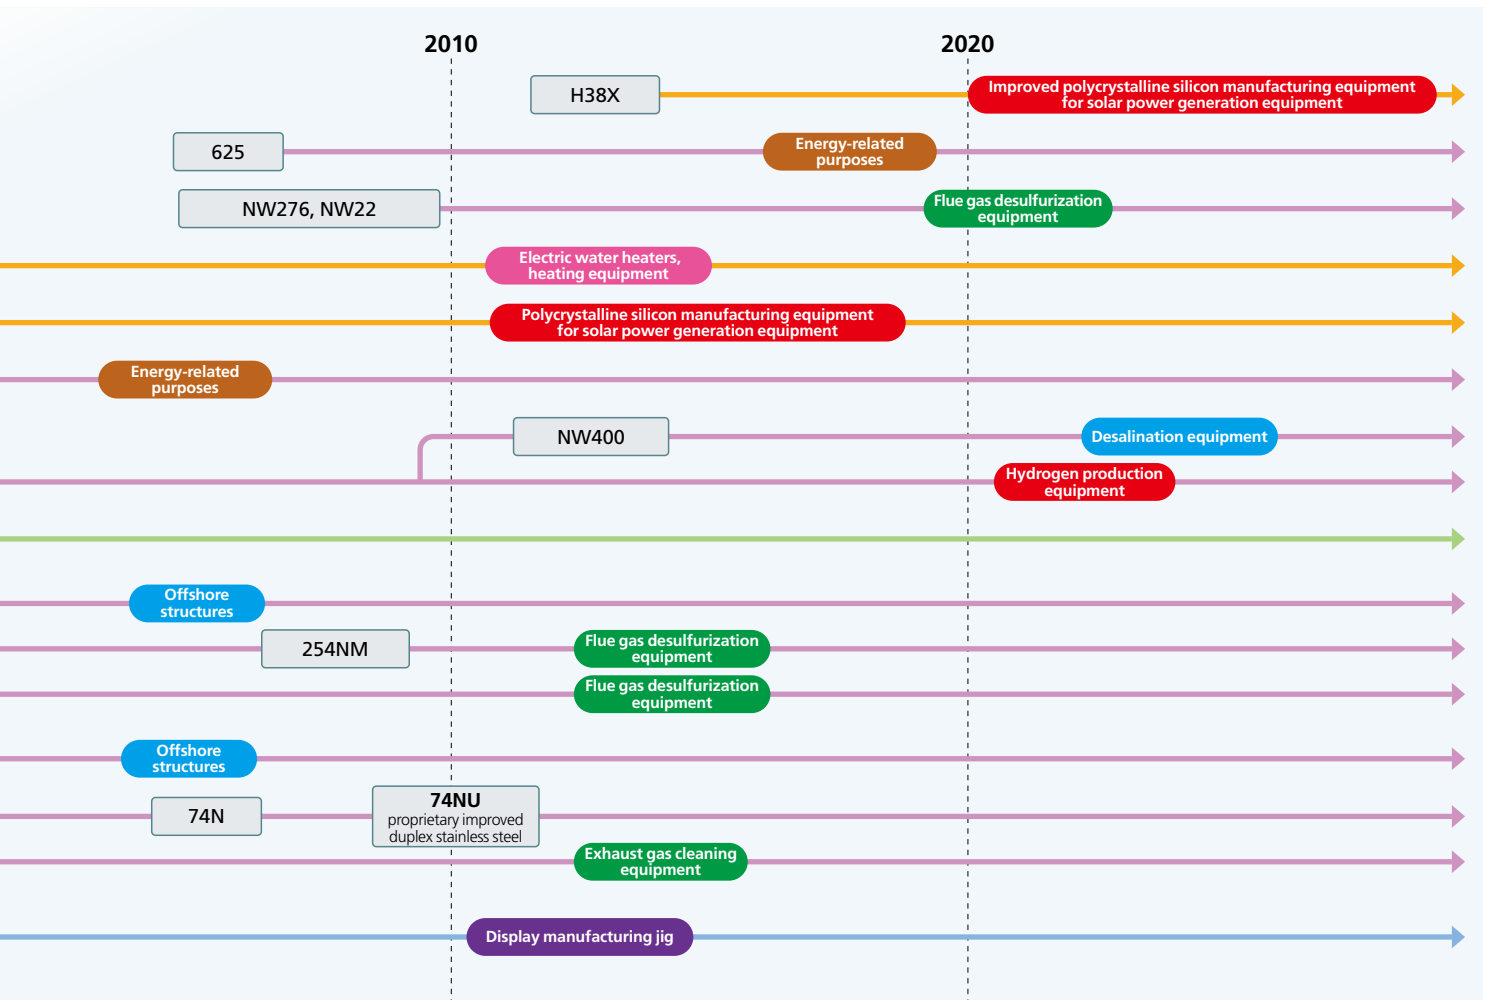 2010
2020
H38X
Improved polycrystalline silicon manufacturing equipment
for solar power generation equipment
625
Energy-related
purposes
NW276, NW22
Flue gas desulfurization
equipment
Electric water heaters,
heating equipment
Polycrystalline silicon manufacturing equipment
for solar power generation equipment
Energy-related
purposes
NW400
Desalination equipment
Hydrogen production
equipment
Offshore
structures
254NM
Flue gas desulfurization
equipment
Flue gas desulfurization
equipment
Offshore
structures
74N
74NU
proprietary improved
duplex stainless steel
Exhaust gas cleaning
equipment
Display manufacturing jig